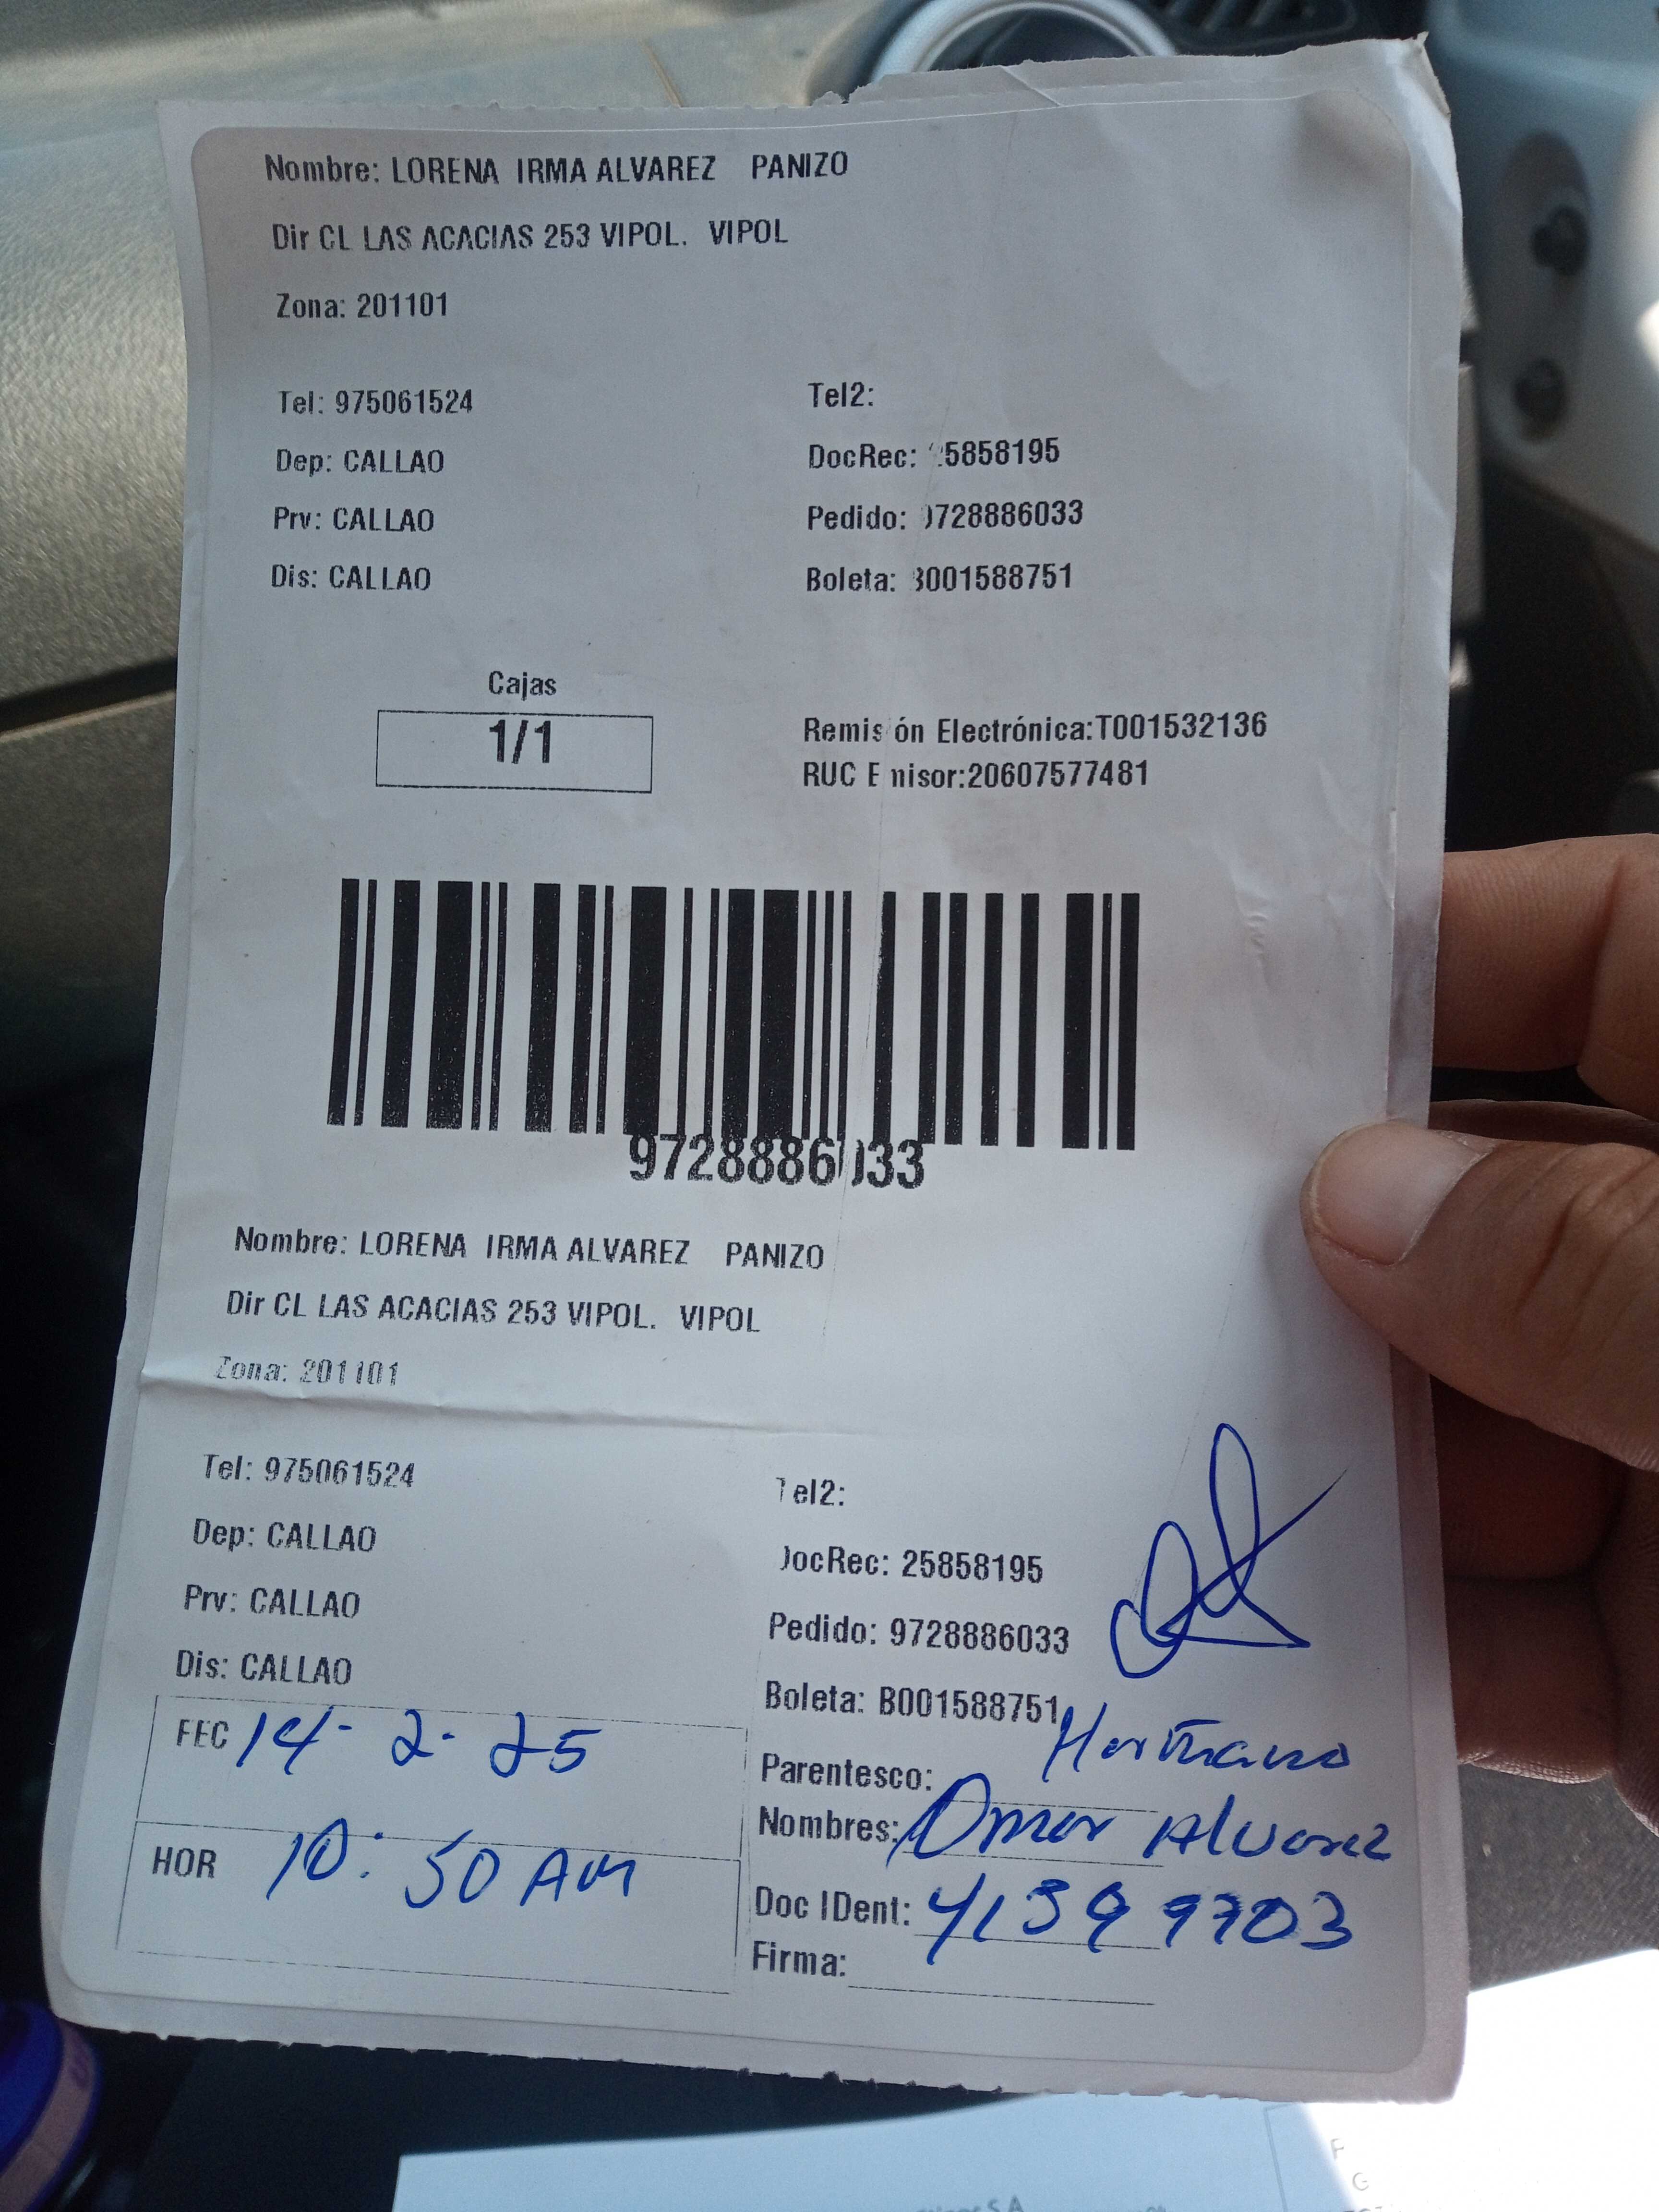 Nombre: LORENA IRMA ALVAREZ PANIZO
Dir CL LAS ACACIAS 253 VIPOL. VIPOL
Zona: 201101
Tel: 975061524 Tel2:
Dep: CALLAO DocRec: 25858195
Prv: CALLAO Pedido: 9728886033
Dis: CALLAO Boleta: B001588751
Cajas
1/1
Remisión Electrónica:T001532136
RUC Emisor:20607577481
9728886033
Nombre: LORENA IRMA ALVAREZ PANIZO
Dir CL LAS ACACIAS 253 VIPOL. VIPOL
Zona: 201101
Tel: 975061524 Tel2:
Dep: CALLAO DocRec: 25858195
Prv: CALLAO Pedido: 9728886033
Dis: CALLAO Boleta: B001588751
FEC 14-2-25 Parentesco: Hermano
Nombres: Omar Alvarez
HOR 10:50 AM Doc IDent: 41399703
Firma:
S.A